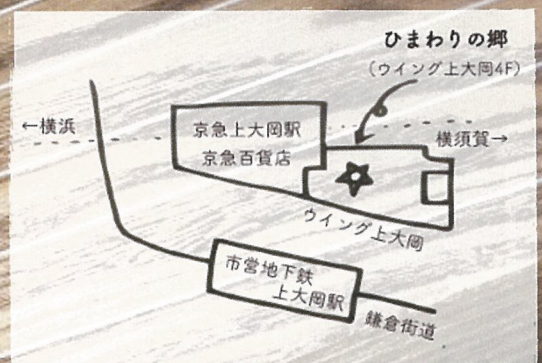 ひまわりの郷
(ウイング上大岡4F)
←横浜
京急上大岡駅
京急百貨店
横須賀→
ウイング上大岡
市営地下鉄
上大岡駅
鎌倉街道